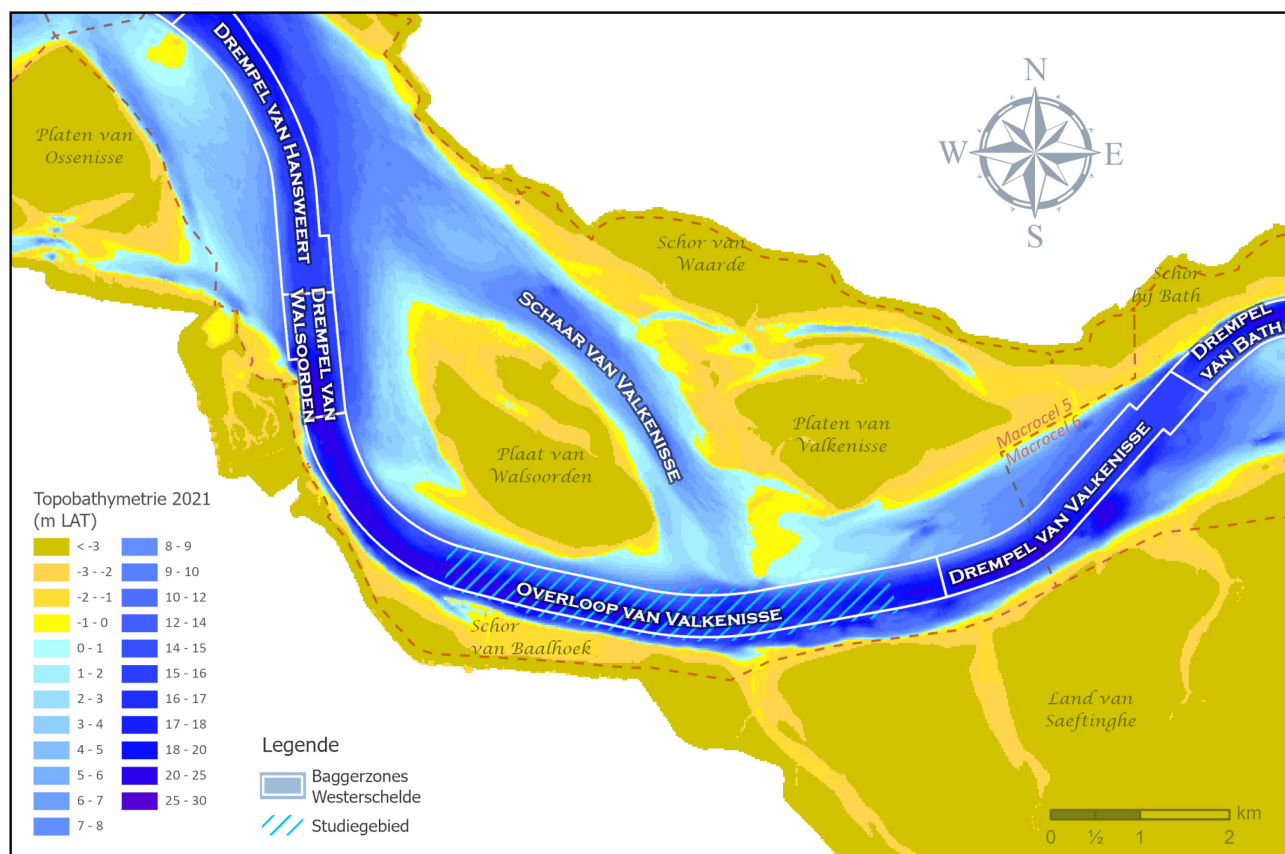 DREMPEL VAN HANSWEERT
Platen van
Ossenisse
N
W
E
S
Schor van
Waarde
Schor
bij Bath
DREMPEL
VAN BATH
DREMPEL VAN
WALSOORDEN
SCHAAR VAN VALKENISSE
Plaat van
Walsoorden
Platen van
Valkenisse
Macrocel 5
Macrocel 6
DREMPEL VAN VALKENISSE
OVERLOOP VAN VALKENISSE
Schor
van Baalhoek
Land van
Saeftinghe
Topobathymetrie 2021
(m LAT)
< -3
-3 - -2
-2 - -1
-1 - 0
0 - 1
1 - 2
2 - 3
3 - 4
4 - 5
5 - 6
6 - 7
7 - 8
8 - 9
9 - 10
10 - 12
12 - 14
14 - 15
15 - 16
16 - 17
17 - 18
18 - 20
20 - 25
25 - 30
Legende
Baggerzones
Westerschelde
Studiegebied
km
0 ½ 1 2